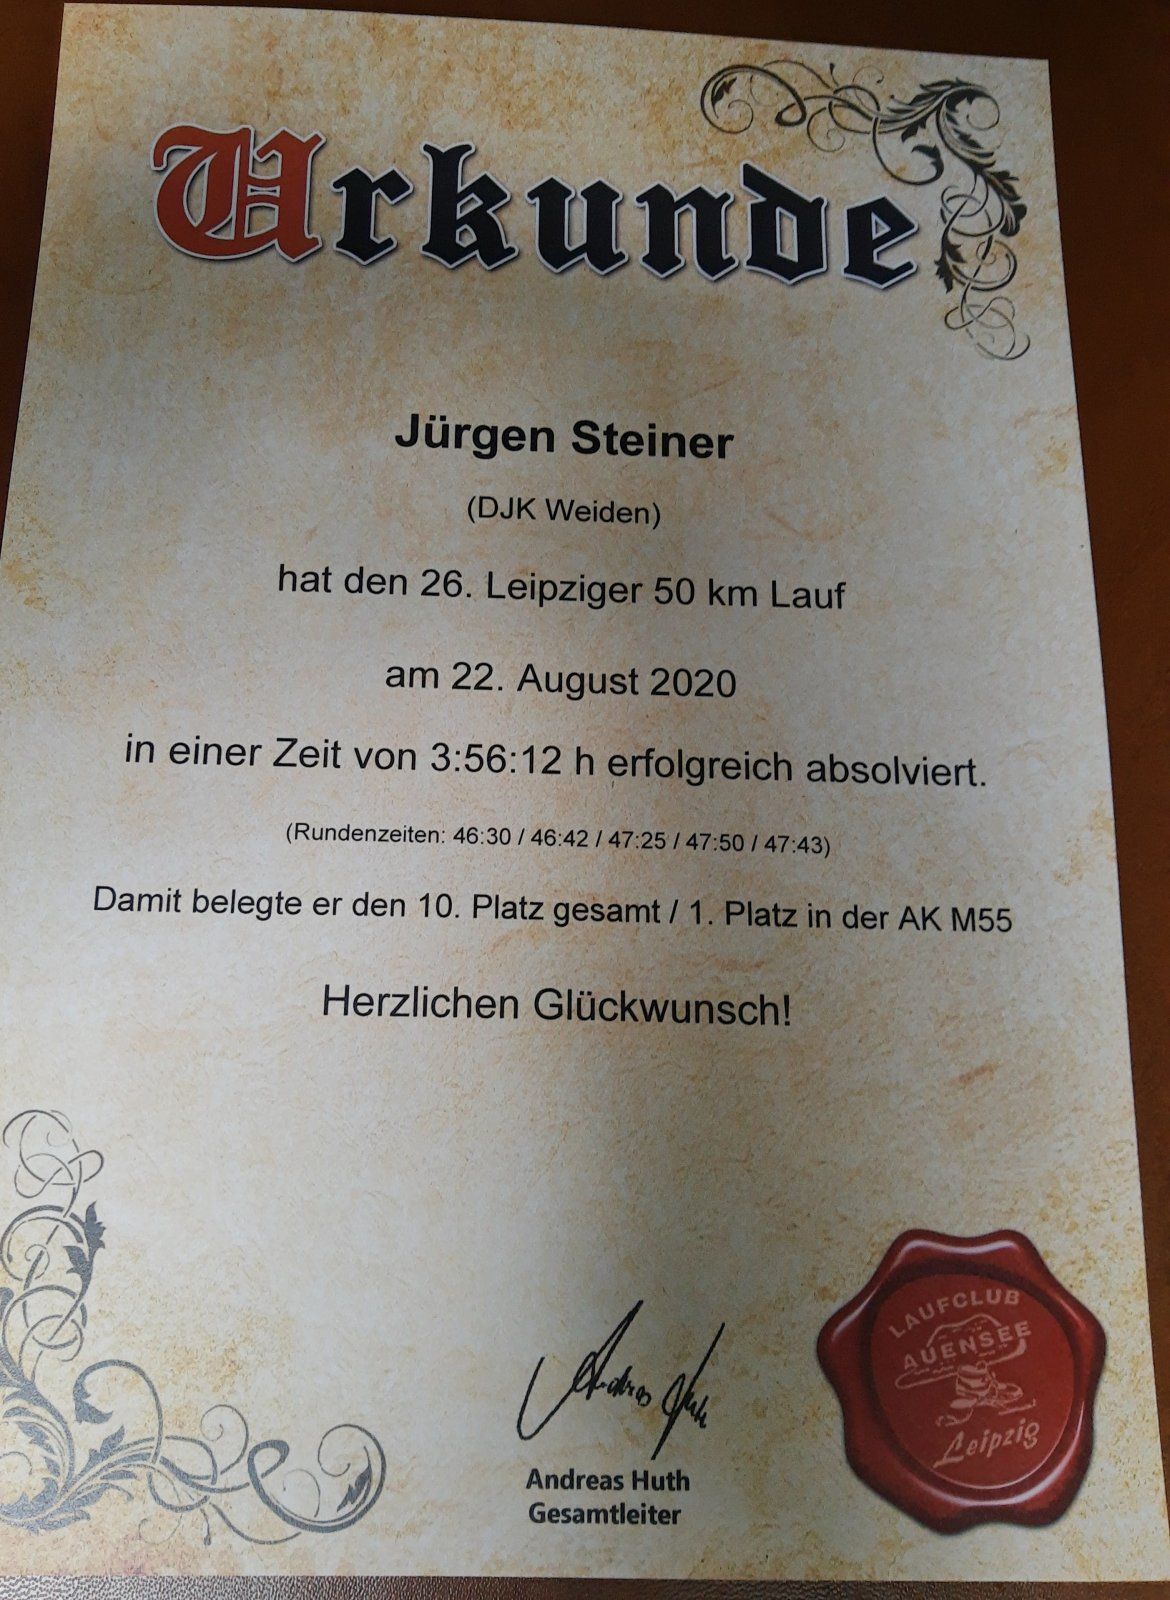 Urkunde
Jürgen Steiner
(DJK Weiden)
hat den 26. Leipziger 50 km Lauf
am 22. August 2020
in einer Zeit von 3:56:12 h erfolgreich absolviert.
(Rundenzeiten: 46:30 / 46:42 / 47:25 / 47:50 / 47:43)
Damit belegte er den 10. Platz gesamt / 1. Platz in der AK M55
Herzlichen Glückwunsch!
Andreas Huth
Andreas Huth
Gesamtleiter
LAUFCLUB
AUENSEE
Leipzig